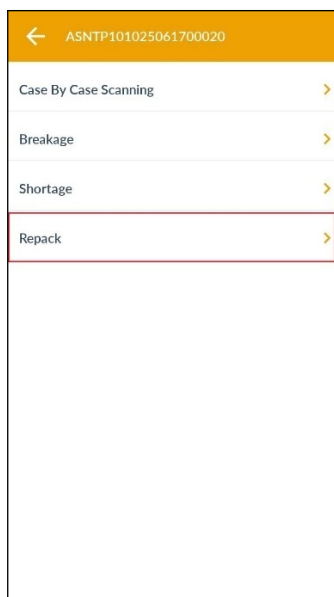 ASNTP101025061700020
Case By Case Scanning
Breakage
Shortage
Repack